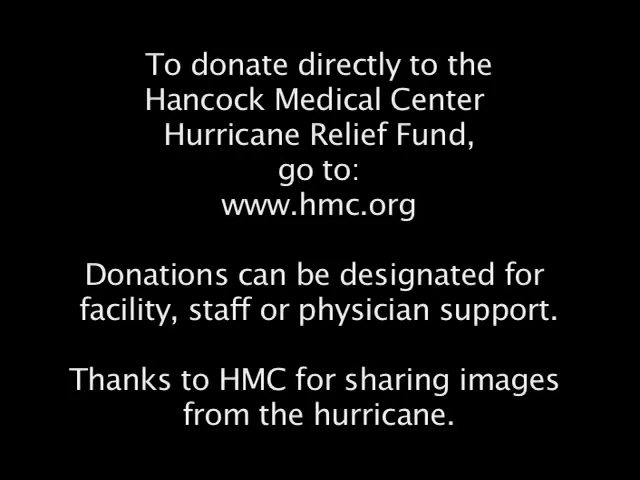 To donate directly to the
Hancock Medical Center
Hurricane Relief Fund,
go to:
www.hmc.org
Donations can be designated for
facility, staff or physician support.
Thanks to HMC for sharing images
from the hurricane.